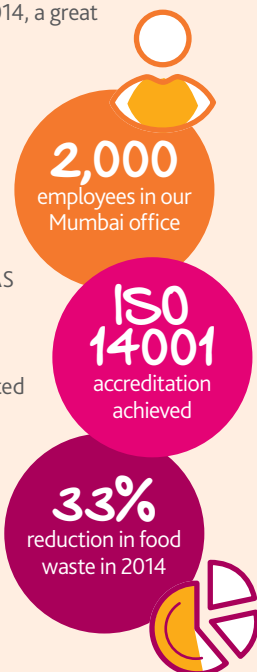 014, a great
2,000
employees in our
Mumbai office
AS
ISO
14001
accreditation
achieved
ted
33%
reduction in food
waste in 2014